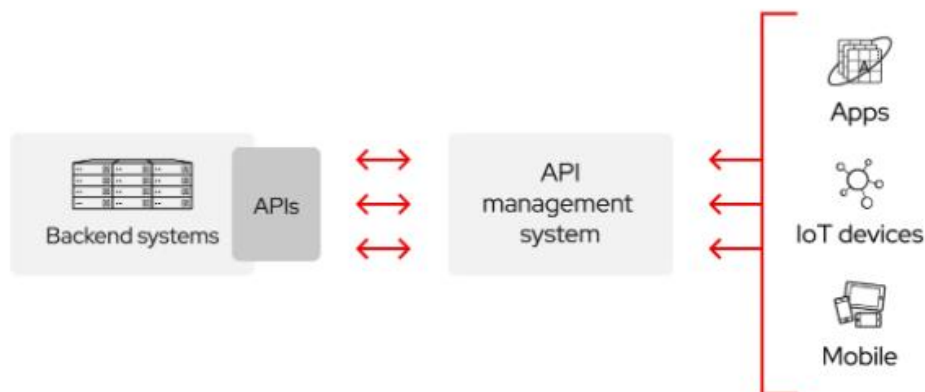 Backend systems
APIs
API
management
system
Apps
IoT devices
Mobile